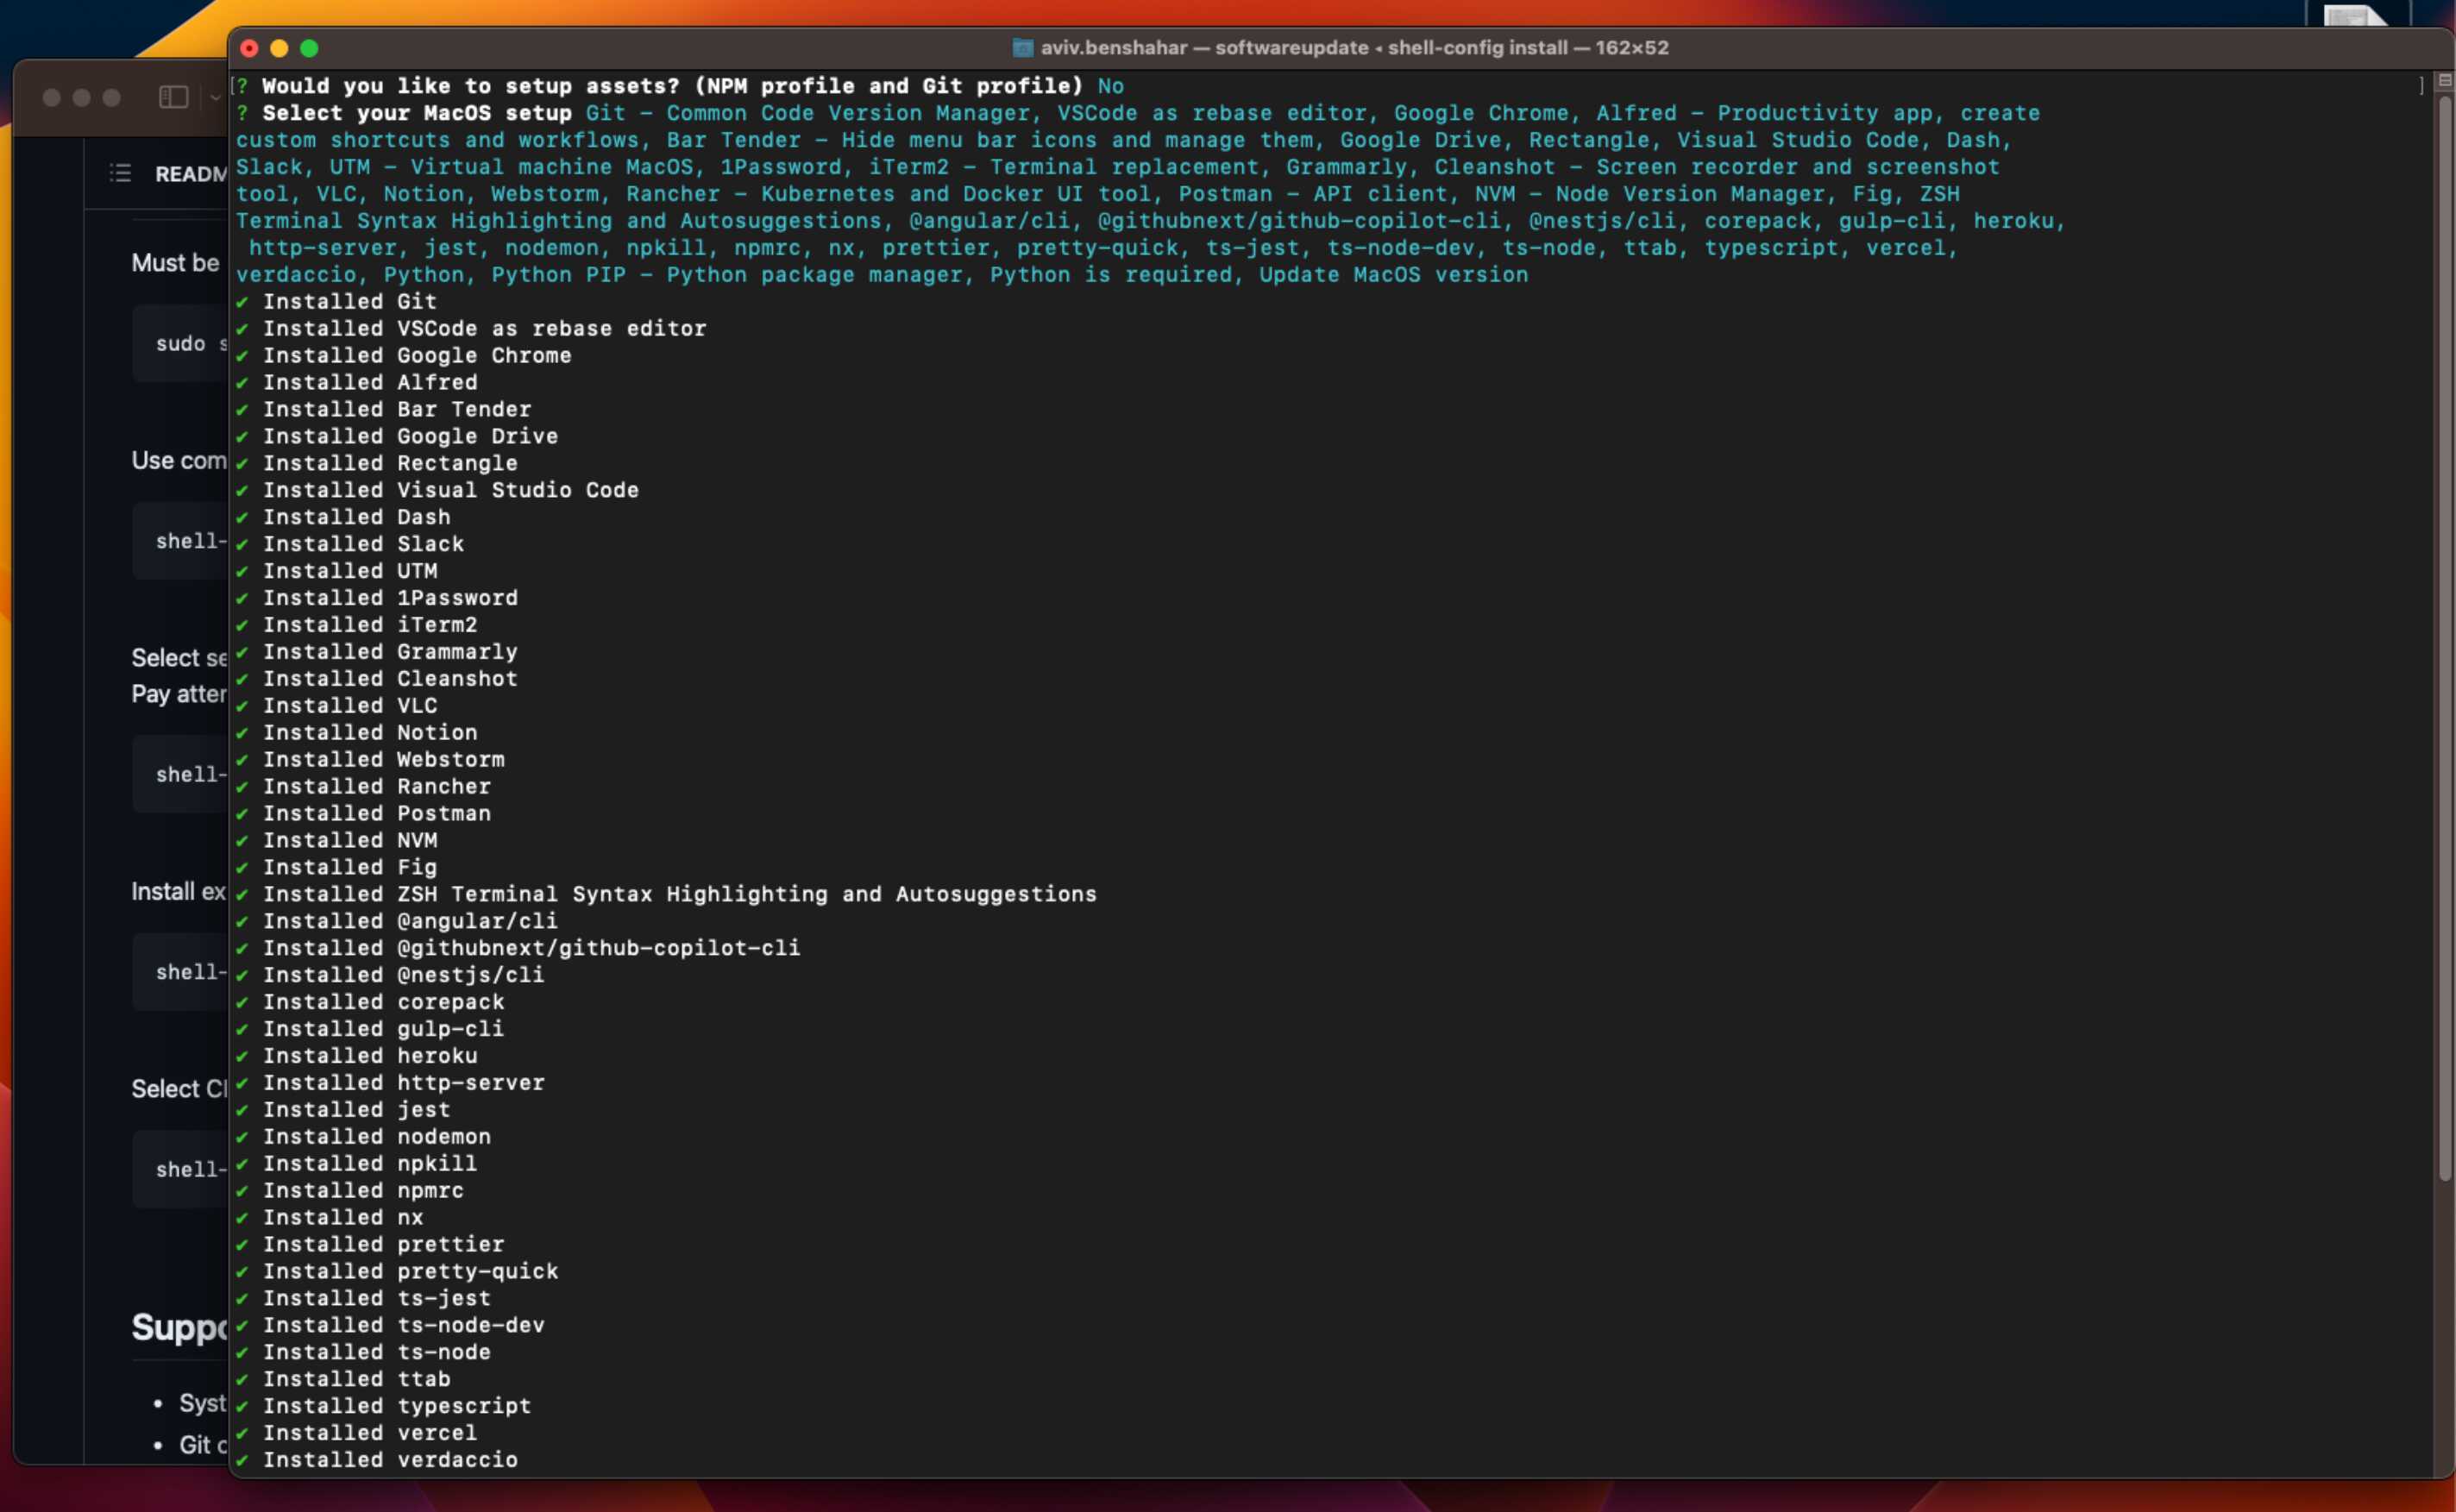 aviv.benshahar — softwareupdate ◂ shell-config install — 162×52
[? Would you like to setup assets? (NPM profile and Git profile) No ]
? Select your MacOS setup Git – Common Code Version Manager, VSCode as rebase editor, Google Chrome, Alfred – Productivity app, create
custom shortcuts and workflows, Bar Tender – Hide menu bar icons and manage them, Google Drive, Rectangle, Visual Studio Code, Dash,
Slack, UTM – Virtual machine MacOS, 1Password, iTerm2 – Terminal replacement, Grammarly, Cleanshot – Screen recorder and screenshot
tool, VLC, Notion, Webstorm, Rancher – Kubernetes and Docker UI tool, Postman – API client, NVM – Node Version Manager, Fig, ZSH
Terminal Syntax Highlighting and Autosuggestions, @angular/cli, @githubnext/github-copilot-cli, @nestjs/cli, corepack, gulp-cli, heroku,
http-server, jest, nodemon, npkill, npmrc, nx, prettier, pretty-quick, ts-jest, ts-node-dev, ts-node, ttab, typescript, vercel,
verdaccio, Python, Python PIP – Python package manager, Python is required, Update MacOS version
✔ Installed Git
✔ Installed VSCode as rebase editor
✔ Installed Google Chrome
✔ Installed Alfred
✔ Installed Bar Tender
✔ Installed Google Drive
✔ Installed Rectangle
✔ Installed Visual Studio Code
✔ Installed Dash
✔ Installed Slack
✔ Installed UTM
✔ Installed 1Password
✔ Installed iTerm2
✔ Installed Grammarly
✔ Installed Cleanshot
✔ Installed VLC
✔ Installed Notion
✔ Installed Webstorm
✔ Installed Rancher
✔ Installed Postman
✔ Installed NVM
✔ Installed Fig
✔ Installed ZSH Terminal Syntax Highlighting and Autosuggestions
✔ Installed @angular/cli
✔ Installed @githubnext/github-copilot-cli
✔ Installed @nestjs/cli
✔ Installed corepack
✔ Installed gulp-cli
✔ Installed heroku
✔ Installed http-server
✔ Installed jest
✔ Installed nodemon
✔ Installed npkill
✔ Installed npmrc
✔ Installed nx
✔ Installed prettier
✔ Installed pretty-quick
✔ Installed ts-jest
✔ Installed ts-node-dev
✔ Installed ts-node
✔ Installed ttab
✔ Installed typescript
✔ Installed vercel
✔ Installed verdaccio
READM
Must be
sudo s
Use com
shell-
Select se
Pay atter
shell-
Install ex
shell-
Select Cl
shell-
Suppo
• Syst
• Git c